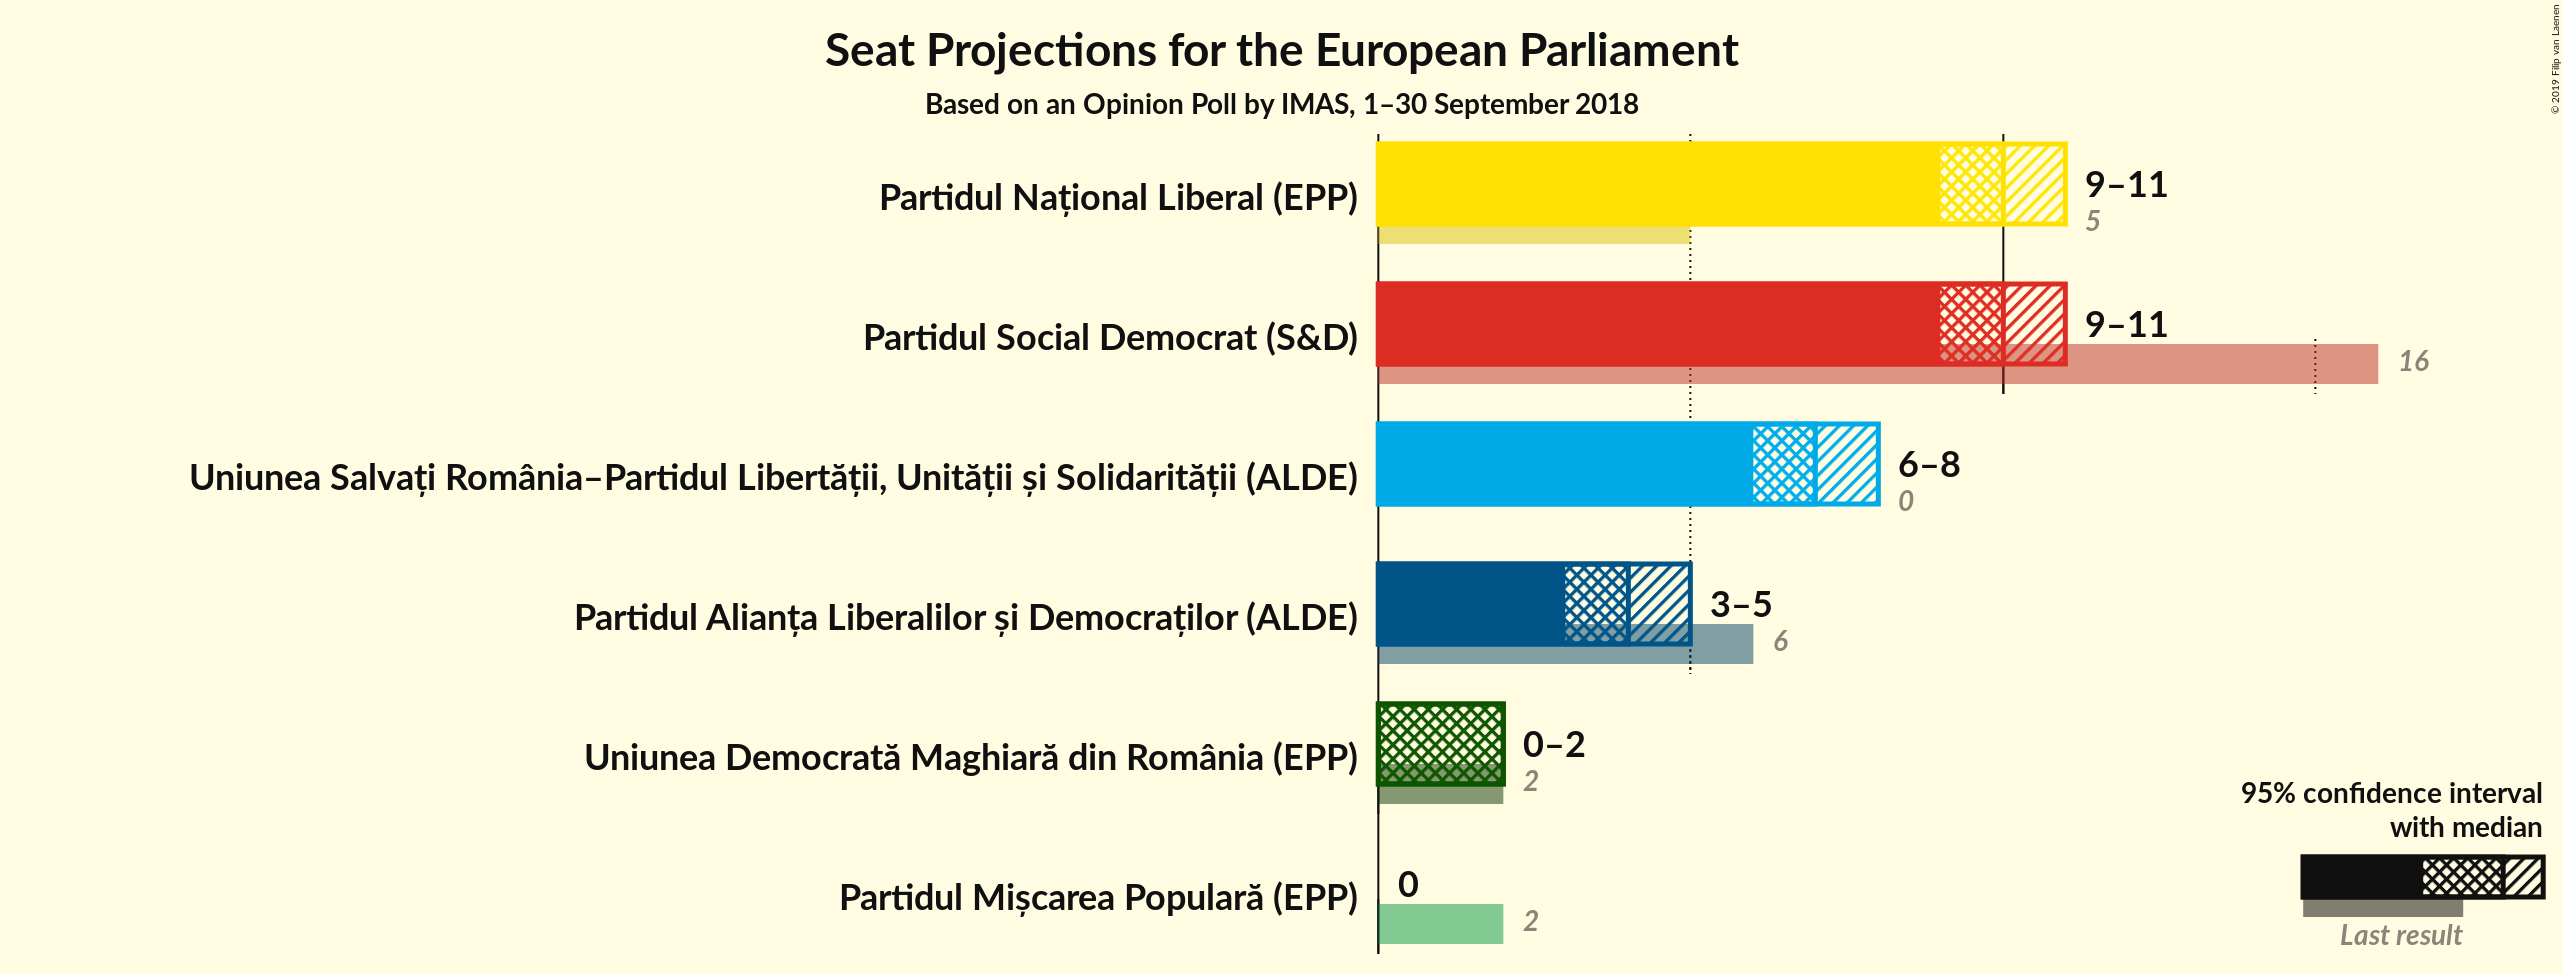 Seat Projections for the European Parliament
Based on an Opinion Poll by IMAS, 1–30 September 2018
© 2019 Filip van Laenen
Partidul Național Liberal (EPP)
9–11
5
Partidul Social Democrat (S&D)
9–11
16
Uniunea Salvați România–Partidul Libertății, Unității și Solidarității (ALDE)
6–8
0
Partidul Alianța Liberalilor și Democraților (ALDE)
3–5
6
Uniunea Democrată Maghiară din România (EPP)
0–2
2
Partidul Mișcarea Populară (EPP)
0
2
95% confidence interval
with median
Last result